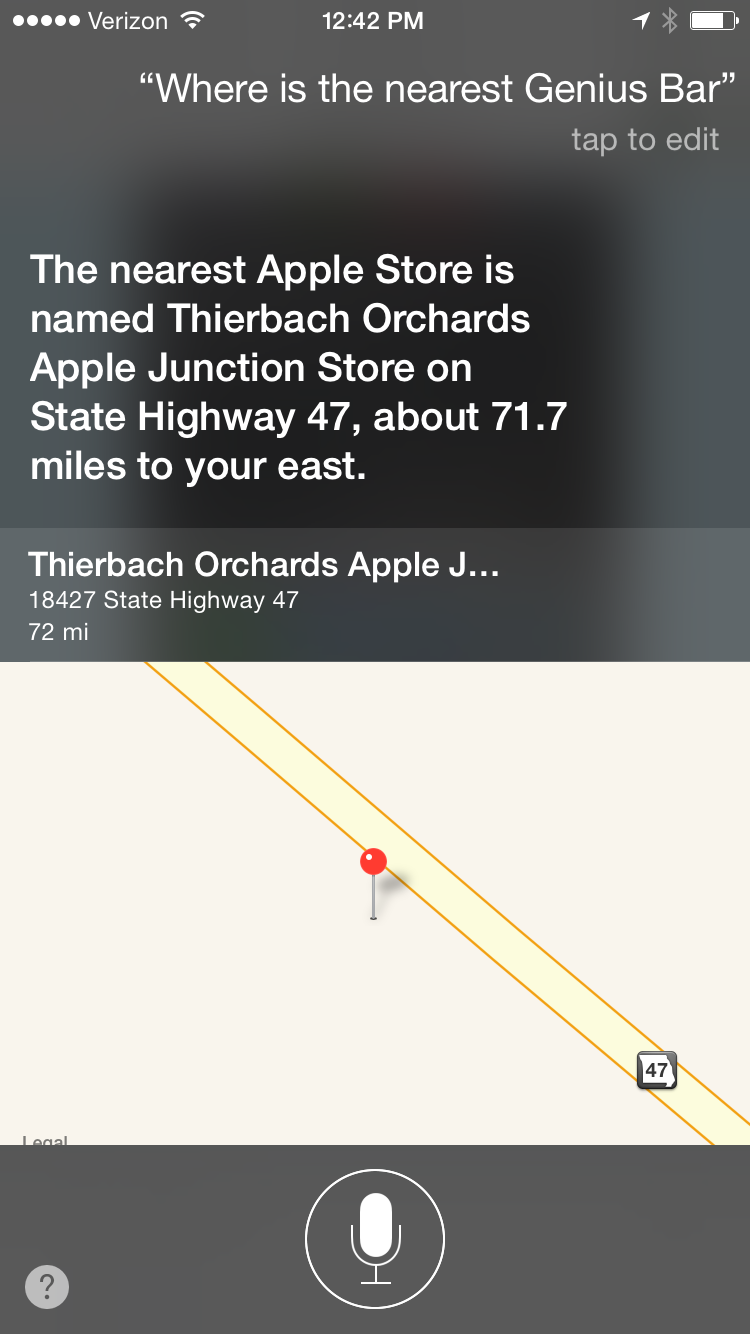 Verizon 12:42 PM
“Where is the nearest Genius Bar”
tap to edit
The nearest Apple Store is
named Thierbach Orchards
Apple Junction Store on
State Highway 47, about 71.7
miles to your east.
Thierbach Orchards Apple J...
18427 State Highway 47
72 mi
47
Legal
?